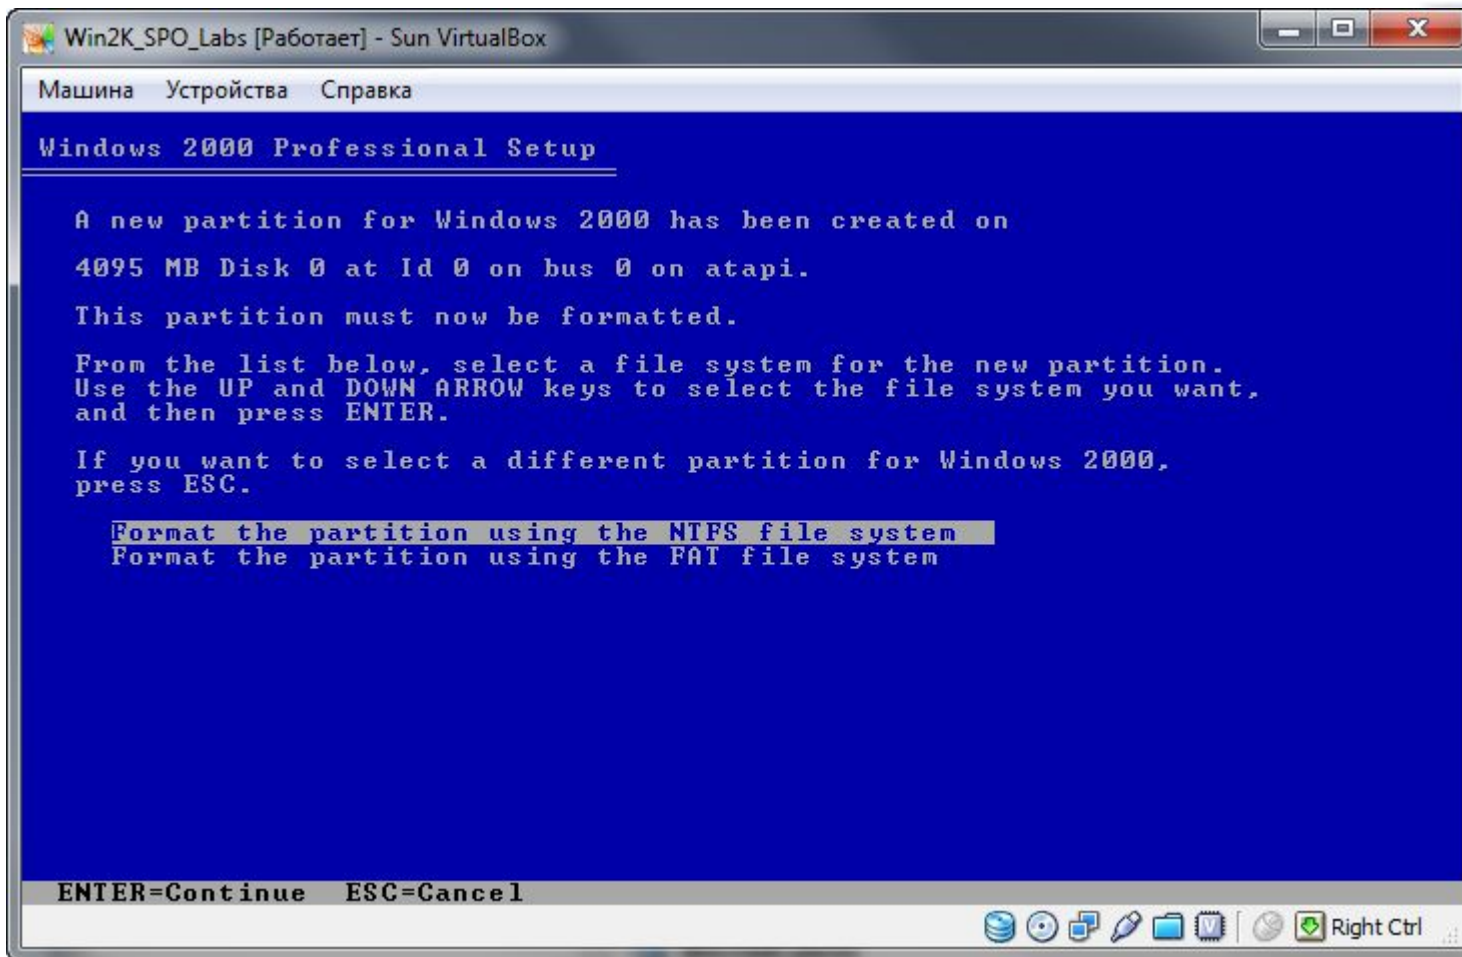 Win2K_SPO_Labs [Работает] - Sun VirtualBox
Машина Устройства Справка
Windows 2000 Professional Setup
A new partition for Windows 2000 has been created on
4095 MB Disk 0 at Id 0 on bus 0 on atapi.
This partition must now be formatted.
From the list below, select a file system for the new partition.
Use the UP and DOWN ARROW keys to select the file system you want,
and then press ENTER.
If you want to select a different partition for Windows 2000,
press ESC.
Format the partition using the NTFS file system
Format the partition using the FAT file system
ENTER=Continue ESC=Cancel
Right Ctrl